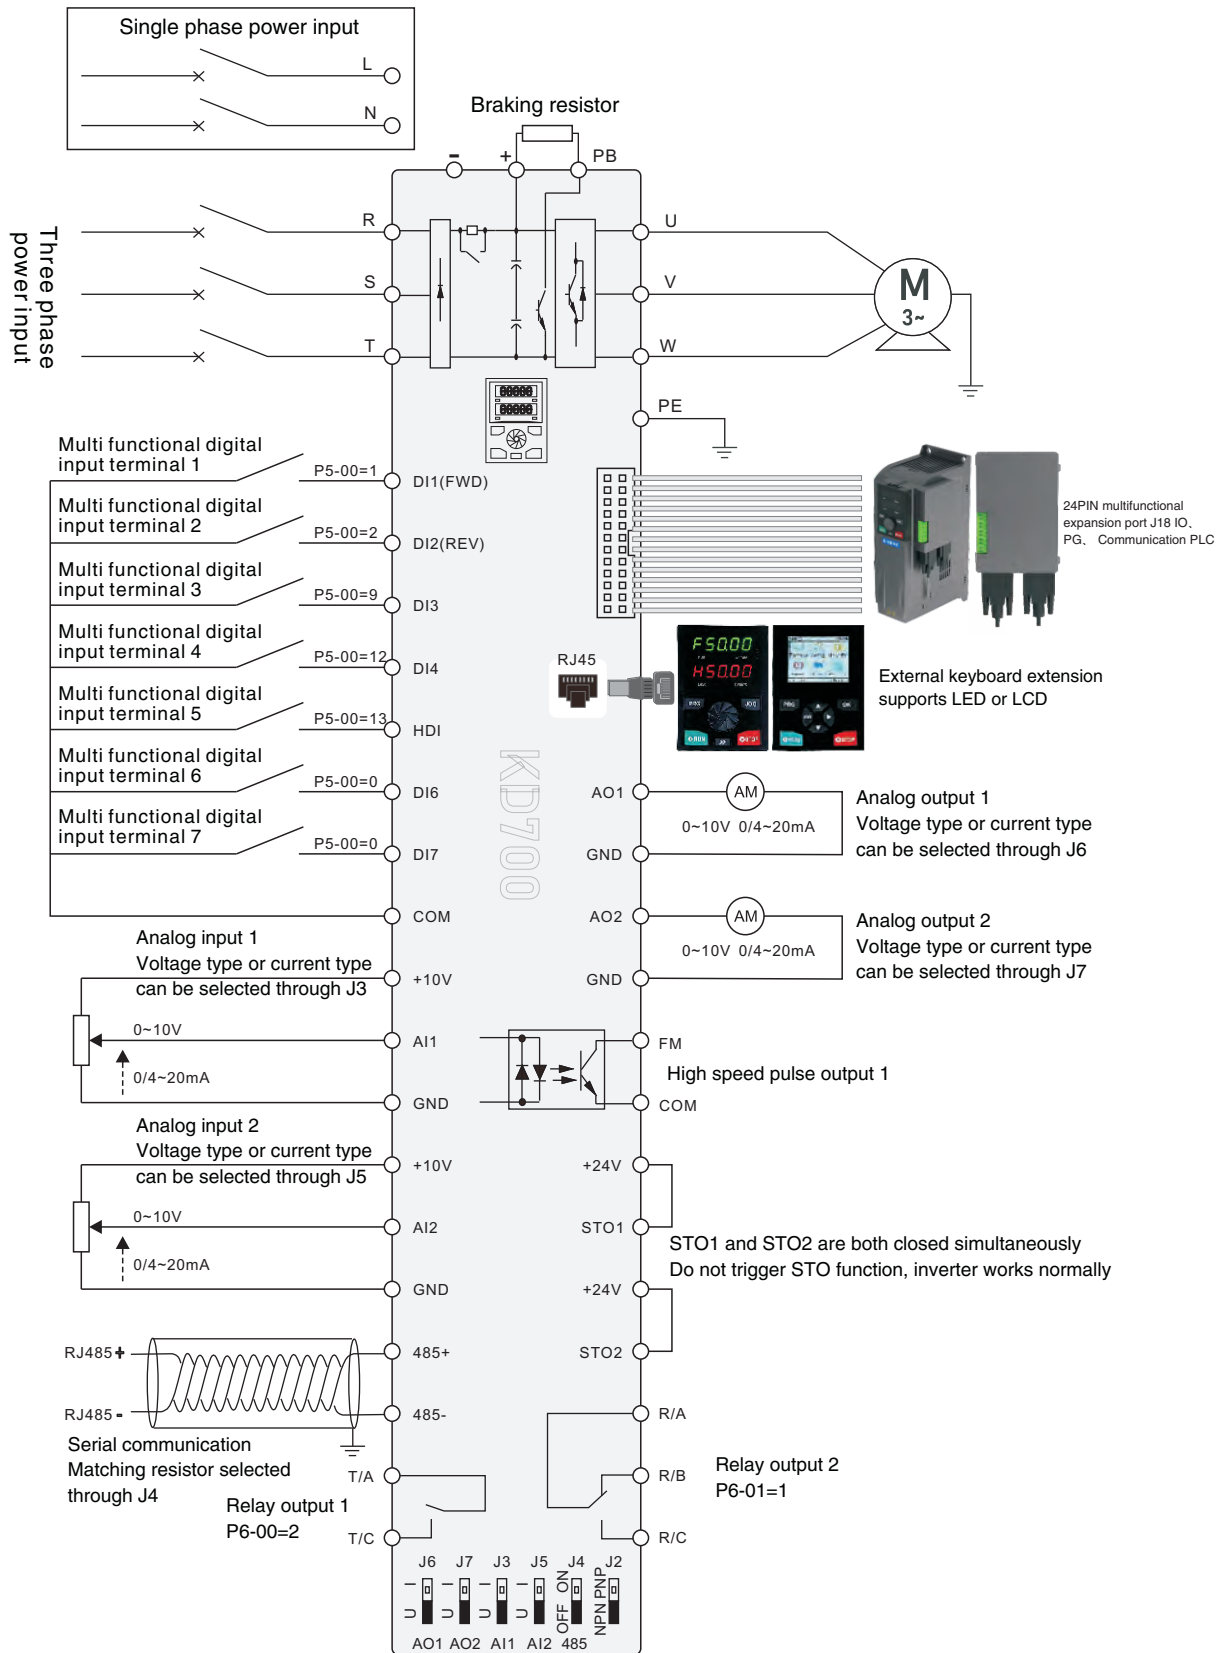 Single phase power input
L
N
Braking resistor
-
+
PB
Three phase
power input
R
S
T
U
V
W
M
3~
PE
Multi functional digital
input terminal 1
P5-00=1
DI1(FWD)
Multi functional digital
input terminal 2
P5-00=2
DI2(REV)
Multi functional digital
input terminal 3
P5-00=9
DI3
Multi functional digital
input terminal 4
P5-00=12
DI4
Multi functional digital
input terminal 5
P5-00=13
HDI
Multi functional digital
input terminal 6
P5-00=0
DI6
Multi functional digital
input terminal 7
P5-00=0
DI7
COM
24PIN multifunctional
expansion port J18 IO、
PG、 Communication PLC
RJ45
F50.00
H50.00
External keyboard extension
supports LED or LCD
KD700
AO1
AM
0~10V 0/4~20mA
GND
Analog output 1
Voltage type or current type
can be selected through J6
AO2
AM
0~10V 0/4~20mA
GND
Analog output 2
Voltage type or current type
can be selected through J7
Analog input 1
Voltage type or current type
can be selected through J3
+10V
0~10V
AI1
0/4~20mA
GND
FM
High speed pulse output 1
COM
Analog input 2
Voltage type or current type
can be selected through J5
+10V
0~10V
AI2
0/4~20mA
GND
+24V
STO1
STO1 and STO2 are both closed simultaneously
Do not trigger STO function, inverter works normally
+24V
STO2
RJ485+
485+
RJ485-
485-
Serial communication
Matching resistor selected
through J4
T/A
Relay output 1
P6-00=2
T/C
R/A
R/B
Relay output 2
P6-01=1
R/C
J6 J7 J3 J5 J4 J2
I I I I ON PNP
U U U U OFF NPN
AO1 AO2 AI1 AI2 485